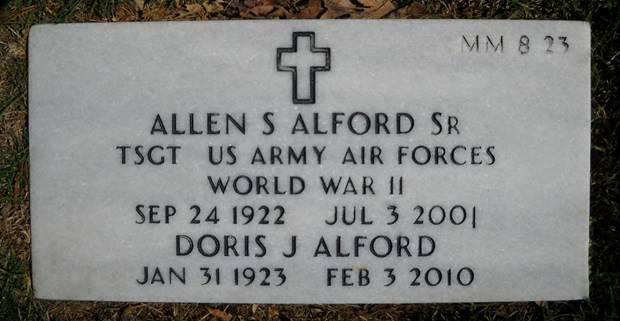 MM 8 23
ALLEN S ALFORD SR
TSGT US ARMY AIR FORCES
WORLD WAR II
SEP 24 1922 JUL 3 2001
DORIS J ALFORD
JAN 31 1923 FEB 3 2010